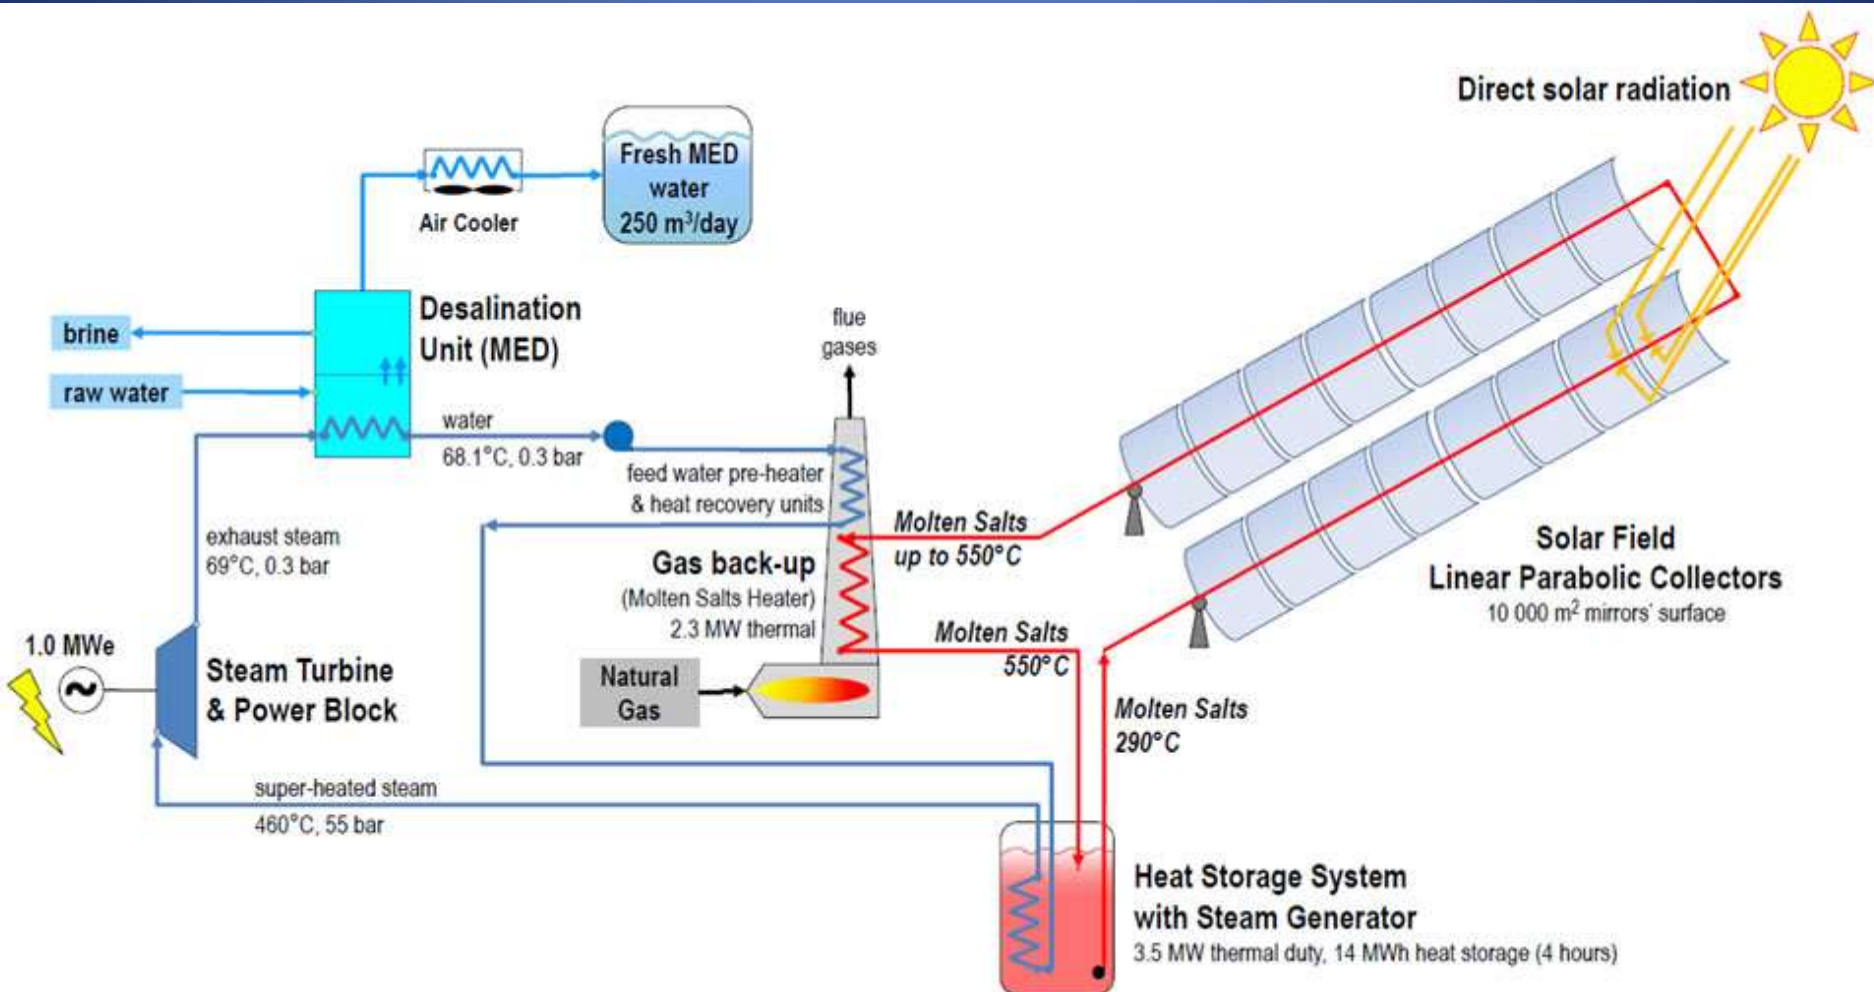 Direct solar radiation
Fresh MED
water
250 m³/day
Air Cooler
Desalination
Unit (MED)
brine
raw water
flue
gases
water
68.1°C, 0.3 bar
feed water pre-heater
& heat recovery units
exhaust steam
69°C, 0.3 bar
Molten Salts
up to 550°C
Gas back-up
(Molten Salts Heater)
2.3 MW thermal
Solar Field
Linear Parabolic Collectors
10 000 m² mirrors' surface
1.0 MWe
~
Steam Turbine
& Power Block
Natural
Gas
Molten Salts
550°C
Molten Salts
290°C
super-heated steam
460°C, 55 bar
Heat Storage System
with Steam Generator
3.5 MW thermal duty, 14 MWh heat storage (4 hours)